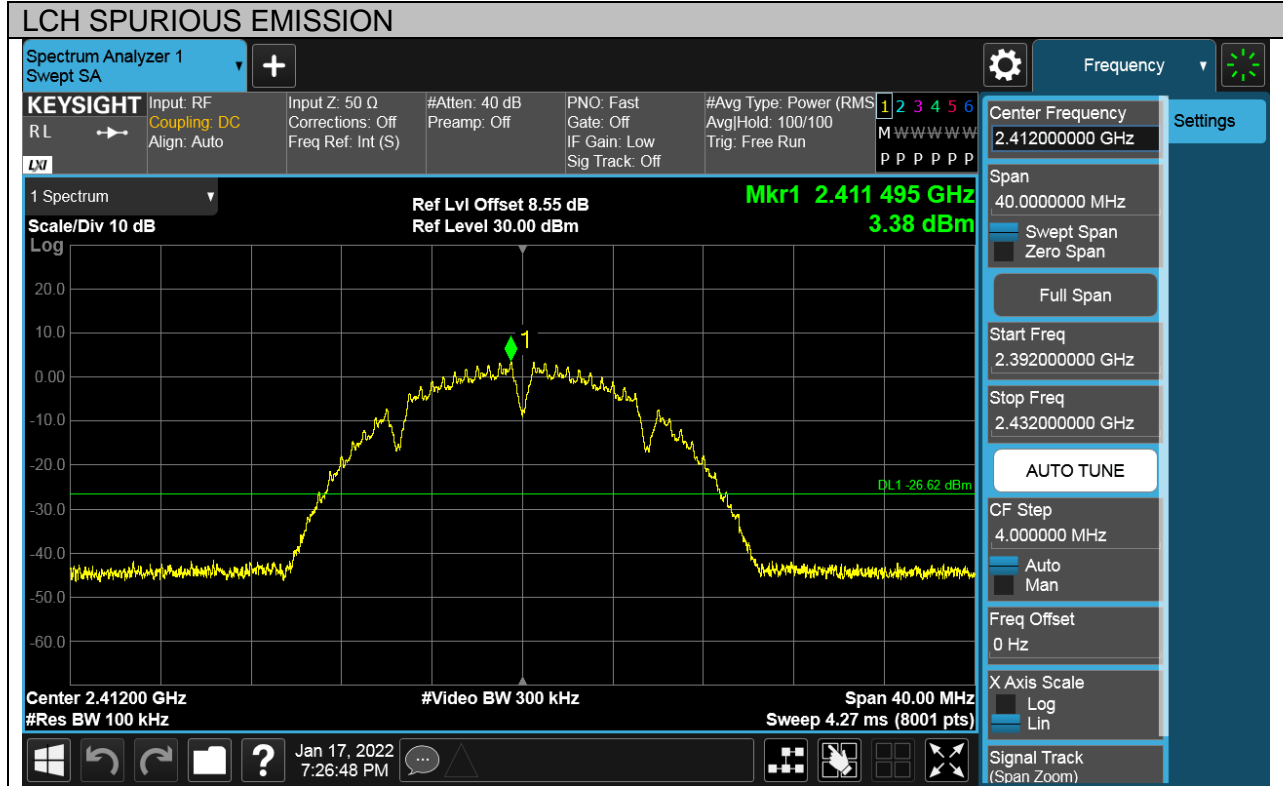 LCH SPURIOUS EMISSION
Spectrum Analyzer 1
Swept SA
+
Frequency
KEYSIGHT
RL
LXI
Input: RF
Coupling: DC
Align: Auto
Input Z: 50 Ω
Corrections: Off
Freq Ref: Int (S)
#Atten: 40 dB
Preamp: Off
PNO: Fast
Gate: Off
IF Gain: Low
Sig Track: Off
#Avg Type: Power (RMS
Avg|Hold: 100/100
Trig: Free Run
1 2 3 4 5 6
M W W W W W
P P P P P P
1 Spectrum
Scale/Div 10 dB
Log
Ref Lvl Offset 8.55 dB
Ref Level 30.00 dBm
Mkr1 2.411 495 GHz
3.38 dBm
20.0
10.0
0.00
-10.0
-20.0
-30.0
-40.0
-50.0
-60.0
1
DL1 -26.62 dBm
Center 2.41200 GHz
#Res BW 100 kHz
#Video BW 300 kHz
Span 40.00 MHz
Sweep 4.27 ms (8001 pts)
Center Frequency
2.412000000 GHz
Settings
Span
40.0000000 MHz
Swept Span
Zero Span
Full Span
Start Freq
2.392000000 GHz
Stop Freq
2.432000000 GHz
AUTO TUNE
CF Step
4.000000 MHz
Auto
Man
Freq Offset
0 Hz
X Axis Scale
Log
Lin
Signal Track
(Span Zoom)
?
Jan 17, 2022
7:26:48 PM